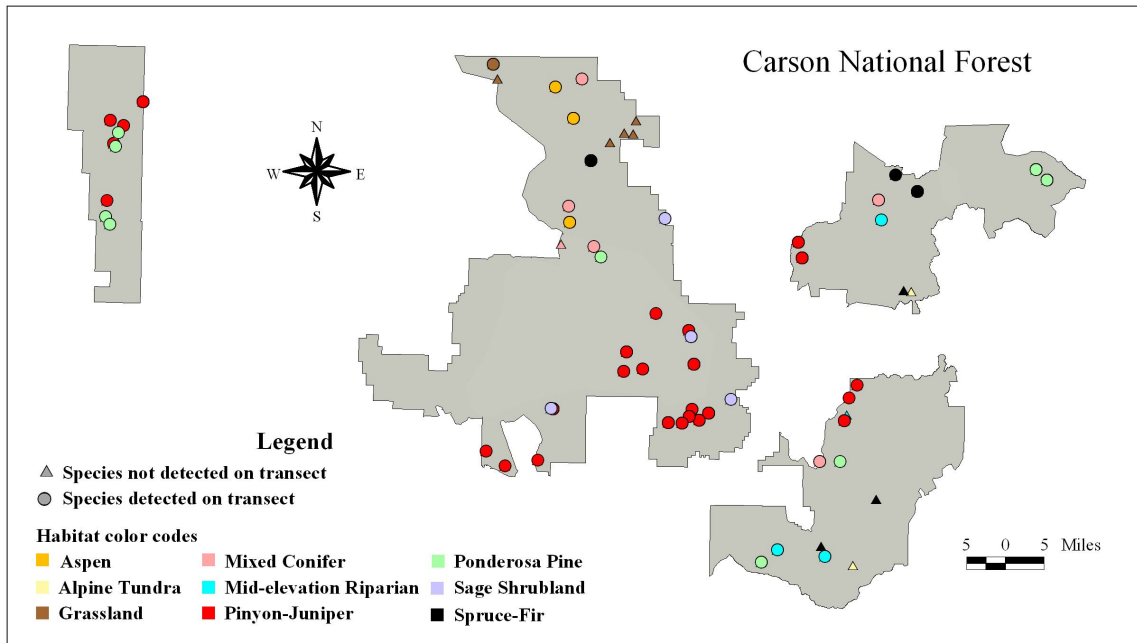 Carson National Forest
N
W E
S
Legend
Species not detected on transect
Species detected on transect
Habitat color codes
Aspen Mixed Conifer Ponderosa Pine
Alpine Tundra Mid-elevation Riparian Sage Shrubland
Grassland Pinyon-Juniper Spruce-Fir
5 0 5 Miles